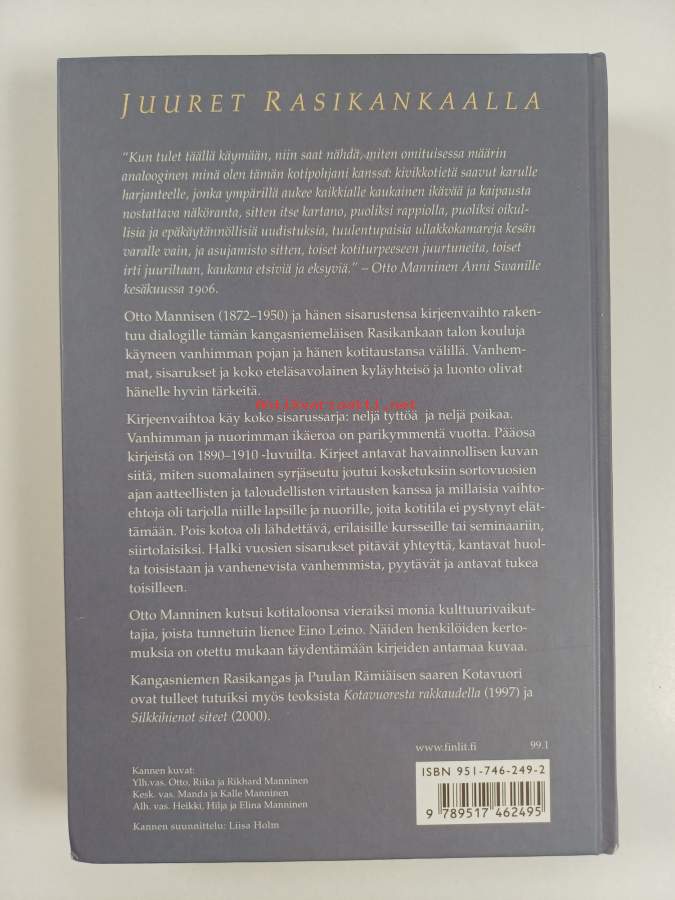 JUURET RASIKANKAALLA
"Kun tulet täällä käymään, niin saat nähdä, miten omituisessa määrin
analooginen minä olen tämän kotipohjani kanssa: kivikkotietä saavut karulle
harjanteelle, jonka ympärillä aukee kaikkialle kaukainen ikävää ja kaipausta
nostattava näköranta, sitten itse kartano, puoliksi rappiolla, puoliksi oikul-
lisia ja epäkäytännöllisiä uudistuksia, tuulentupaisia ullakkokamareja kesän
varalle vain, ja asujamisto sitten, toiset kotiturpeeseen juurtuneita, toiset
irti juuriltaan, kaukana etsiviä ja eksyviä." – Otto Manninen Anni Swanille
kesäkuussa 1906.
Otto Mannisen (1872–1950) ja hänen sisarustensa kirjeenvaihto raken-
tuu dialogille tämän kangasniemeläisen Rasikankaan talon kouluja
käyneen vanhimman pojan ja hänen kotitaustansa välillä. Vanhem-
mat, sisarukset ja koko eteläsavolainen kyläyhteisö ja luonto olivat
hänelle hyvin tärkeitä.
Antikvariaatti.net
Kirjeenvaihtoa käy koko sisarussarja: neljä tyttöä ja neljä poikaa.
Vanhimman ja nuorimman ikäeroa on parikymmentä vuotta. Pääosa
kirjeistä on 1890–1910 -luvuilta. Kirjeet antavat havainnollisen kuvan
siitä, miten suomalainen syrjäseutu joutui kosketuksiin sortovuosien
ajan aatteellisten ja taloudellisten virtausten kanssa ja millaisia vaihto-
ehtoja oli tarjolla niille lapsille ja nuorille, joita kotitila ei pystynyt elät-
tämään. Pois kotoa oli lähdettävä, erilaisille kursseille tai seminaariin,
siirtolaisiksi. Halki vuosien sisarukset pitävät yhteyttä, kantavat huol-
ta toisistaan ja vanhenevista vanhemmista, pyytävät ja antavat tukea
toisilleen.
Otto Manninen kutsui kotitaloonsa vieraiksi monia kulttuurivaikut-
tajia, joista tunnetuin lienee Eino Leino. Näiden henkilöiden kerto-
muksia on otettu mukaan täydentämään kirjeiden antamaa kuvaa.
Kangasniemen Rasikangas ja Puulan Rämiäisen saaren Kotavuori
ovat tulleet tutuiksi myös teoksista Kotavuoresta rakkaudella (1997) ja
Silkkihienot siteet (2000).
www.finlit.fi 99.1
Kannen kuvat:
Ylh.vas. Otto, Riika ja Rikhard Manninen
Kesk. vas. Manda ja Kalle Manninen
Alh. vas. Heikki, Hilja ja Elina Manninen
Kannen suunnittelu: Liisa Holm
ISBN 951-746-249-2
9 789517 462495